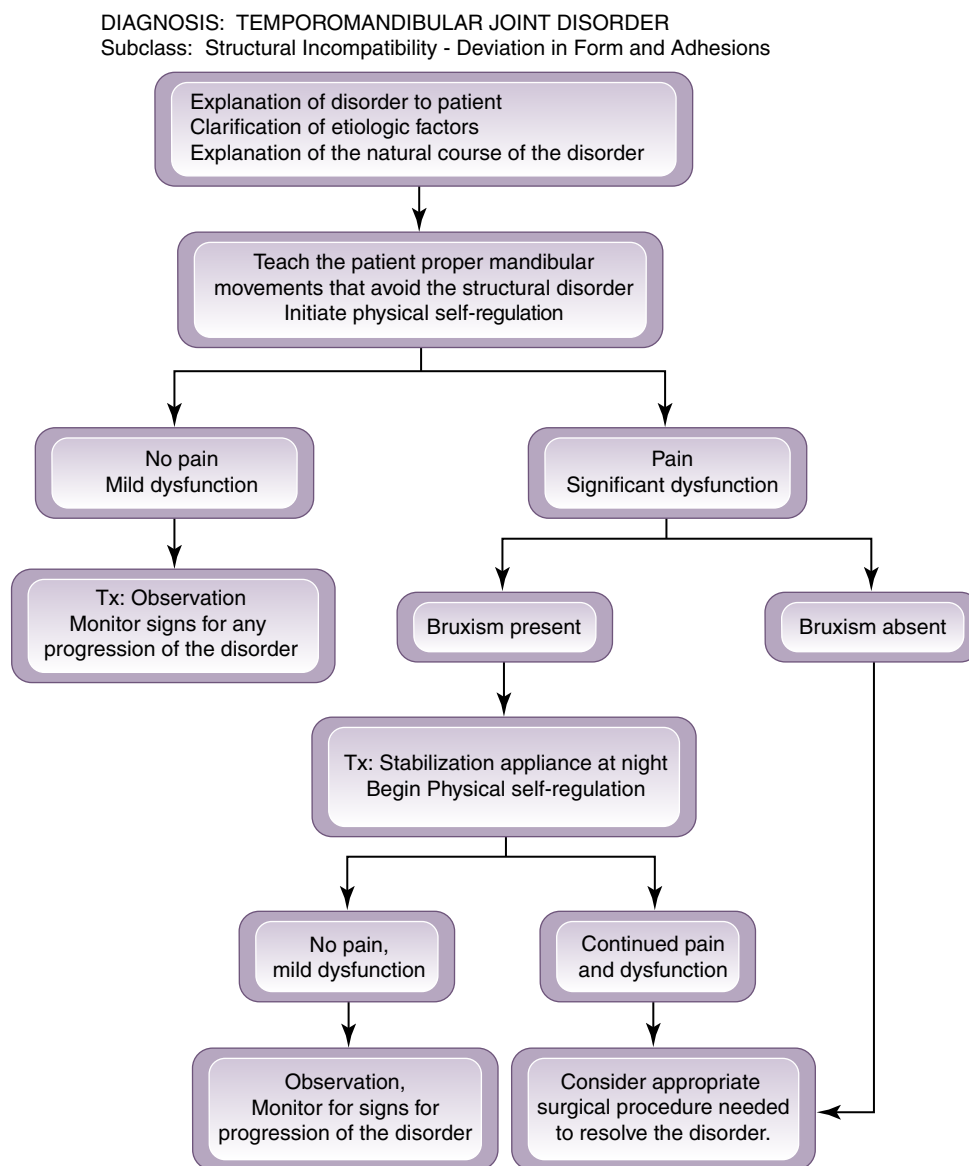 DIAGNOSIS: TEMPOROMANDIBULAR JOINT DISORDER
Subclass: Structural Incompatibility - Deviation in Form and Adhesions
Explanation of disorder to patient
Clarification of etiologic factors
Explanation of the natural course of the disorder
Teach the patient proper mandibular
movements that avoid the structural disorder
Initiate physical self-regulation
No pain
Mild dysfunction
Pain
Significant dysfunction
Tx: Observation
Monitor signs for any
progression of the disorder
Bruxism present
Bruxism absent
Tx: Stabilization appliance at night
Begin Physical self-regulation
No pain,
mild dysfunction
Continued pain
and dysfunction
Observation,
Monitor for signs for
progression of the disorder
Consider appropriate
surgical procedure needed
to resolve the disorder.